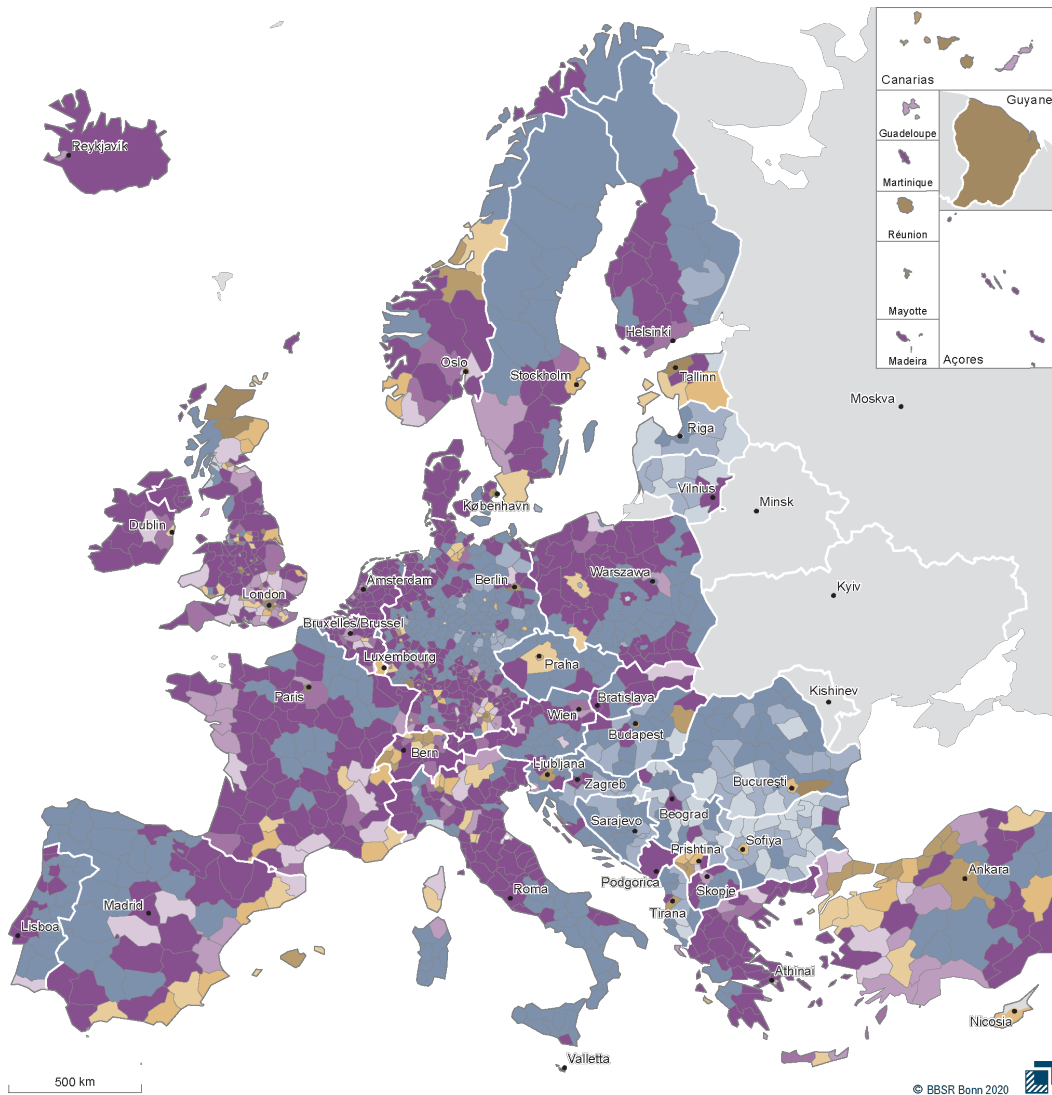 Canarias
Guyane
Guadeloupe
Martinique
Réunion
Mayotte
Madeira
Açores
Reykjavík
Helsinki
Oslo
Stockholm
Tallinn
Moskva
Riga
Vilnius
København
Minsk
Dublin
Amsterdam
Berlin
Warszawa
Kyiv
London
Bruxelles/Brussel
Luxembourg
Praha
Kishinev
Paris
Bratislava
Wien
Budapest
Bern
Ljubljana
Zagreb
Bucuresti
Beograd
Sarajevo
Prishtina
Sofiya
Podgorica
Skopje
Ankara
Roma
Madrid
Tirana
Lisboa
Athinai
Nicosia
Valletta
500 km
© BBSR Bonn 2020